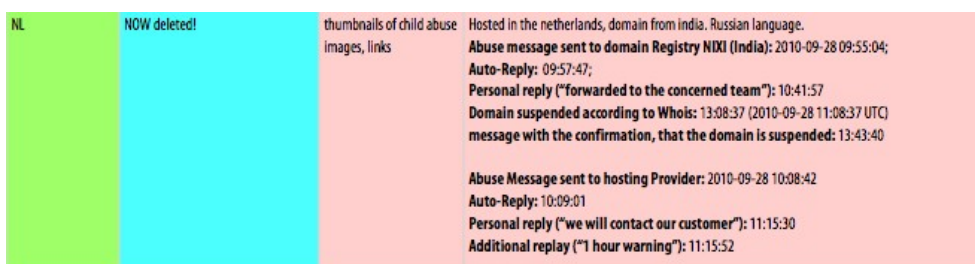 NL
NOW deleted!
thumbnails of child abuse
images, links
Hosted in the netherlands, domain from india. Russian language.
Abuse message sent to domain Registry NIXI (India): 2010-09-28 09:55:04;
Auto-Reply: 09:57:47;
Personal reply ("forwarded to the concerned team"): 10:41:57
Domain suspended according to Whois: 13:08:37 (2010-09-28 11:08:37 UTC)
message with the confirmation, that the domain is suspended: 13:43:40
Abuse Message sent to hosting Provider: 2010-09-28 10:08:42
Auto-Reply: 10:09:01
Personal reply ("we will contact our customer"): 11:15:30
Additional replay ("1 hour warning"): 11:15:52